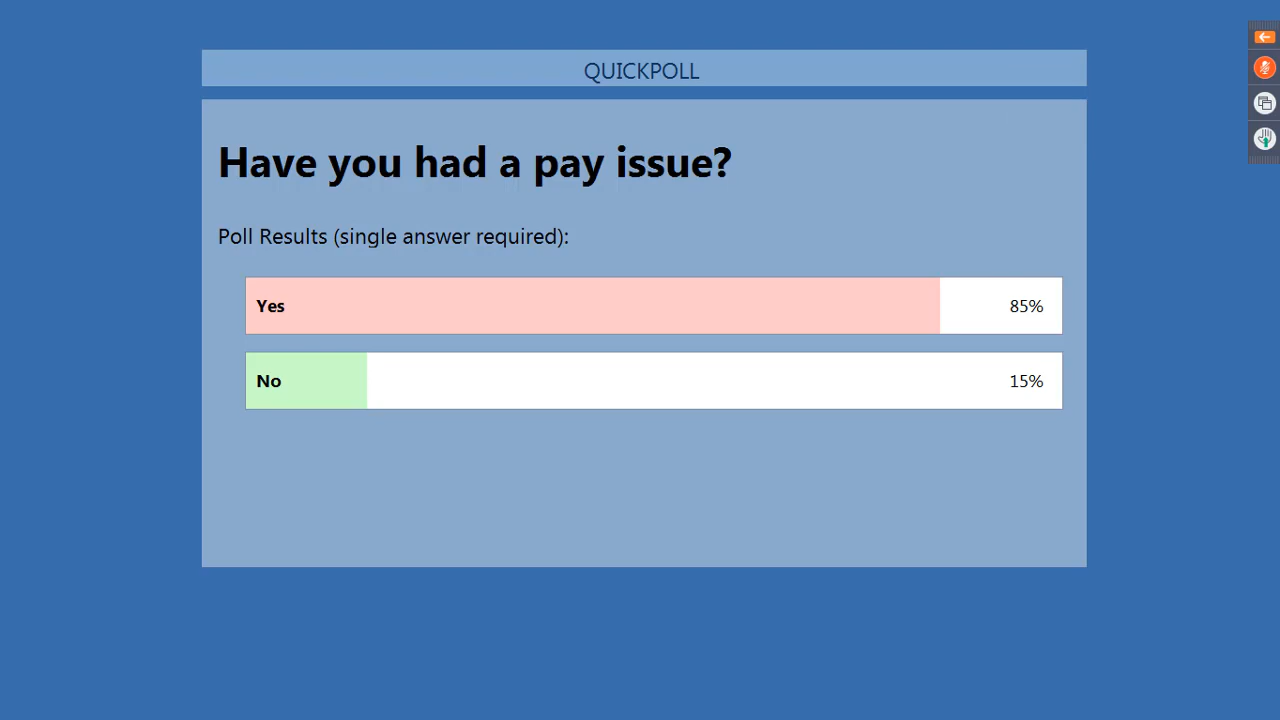 QUICKPOLL
Have you had a pay issue?
Poll Results (single answer required):
Yes 85%
No 15%